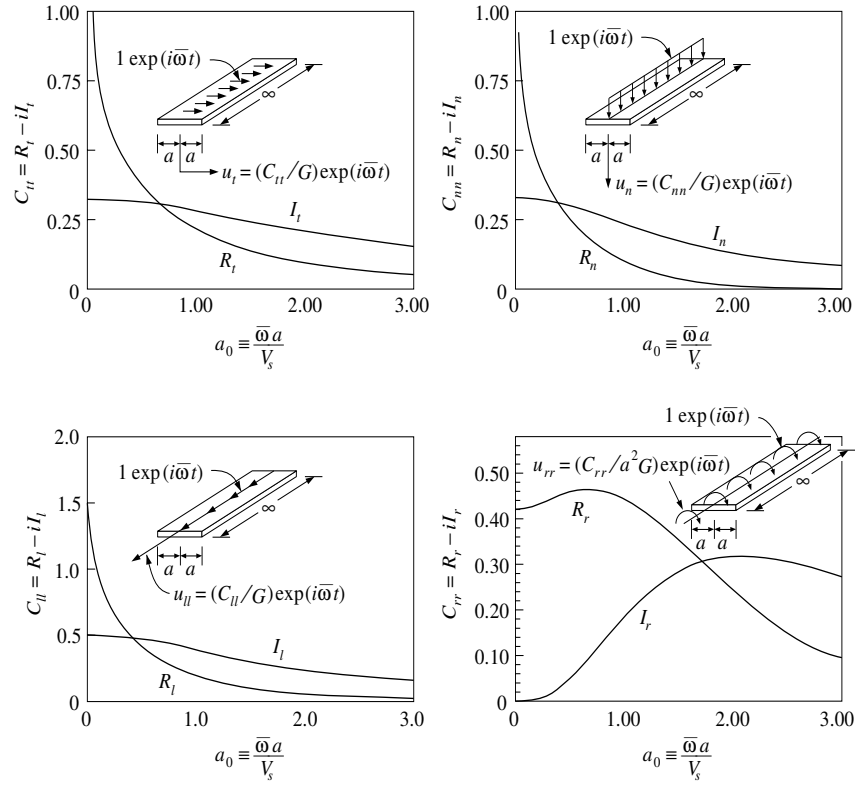 C_tt = R_t − iI_t
1.00
0.75
0.50
0.25
0
0
1.00
2.00
3.00
1 exp(iω̅t)
∞
a a
u_t = (C_tt/G) exp(iω̅t)
I_t
R_t
a_0 ≡ ω̅a/V_s
C_nn = R_n − iI_n
1.00
0.75
0.50
0.25
0
0
1.00
2.00
3.00
1 exp(iω̅t)
∞
a a
u_n = (C_nn/G) exp(iω̅t)
I_n
R_n
a_0 ≡ ω̅a/V_s
C_ll = R_l − iI_l
2.0
1.5
1.0
0.5
0
0
1.0
2.0
3.0
1 exp(iω̅t)
∞
a a
u_ll = (C_ll/G) exp(iω̅t)
I_l
R_l
a_0 ≡ ω̅a/V_s
C_rr = R_r − iI_r
0.50
0.40
0.30
0.20
0.10
0
0
1.00
2.00
3.00
1 exp(iω̅t)
u_rr = (C_rr/a²G) exp(iω̅t)
∞
a a
R_r
I_r
a_0 ≡ ω̅a/V_s